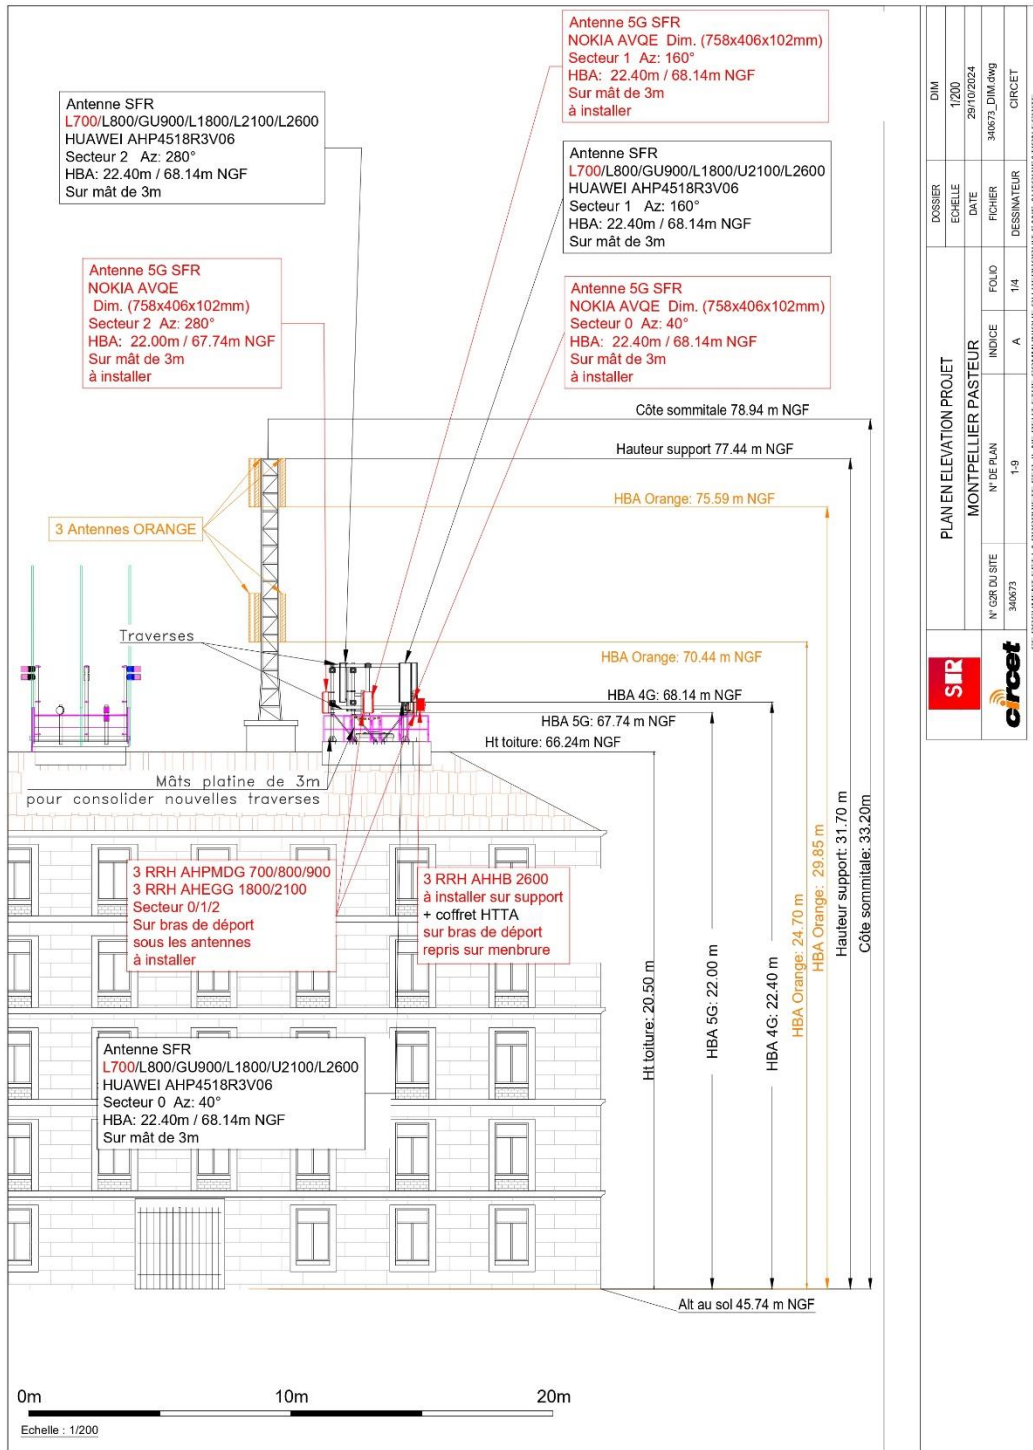 Antenne 5G SFR
NOKIA AVQE Dim. (758x406x102mm)
Secteur 1 Az: 160°
HBA: 22.40m / 68.14m NGF
Sur mât de 3m
à installer
Antenne SFR
L700/L800/GU900/L1800/L2100/L2600
HUAWEI AHP4518R3V06
Secteur 2 Az: 280°
HBA: 22.40m / 68.14m NGF
Sur mât de 3m
Antenne SFR
L700/L800/GU900/L1800/U2100/L2600
HUAWEI AHP4518R3V06
Secteur 1 Az: 160°
HBA: 22.40m / 68.14m NGF
Sur mât de 3m
Antenne 5G SFR
NOKIA AVQE
Dim. (758x406x102mm)
Secteur 2 Az: 280°
HBA: 22.00m / 67.74m NGF
Sur mât de 3m
à installer
Antenne 5G SFR
NOKIA AVQE Dim. (758x406x102mm)
Secteur 0 Az: 40°
HBA: 22.40m / 68.14m NGF
Sur mât de 3m
à installer
Côte sommitale 78.94 m NGF
Hauteur support 77.44 m NGF
HBA Orange: 75.59 m NGF
3 Antennes ORANGE
Traverses
HBA Orange: 70.44 m NGF
HBA 4G: 68.14 m NGF
HBA 5G: 67.74 m NGF
Ht toiture: 66.24m NGF
Mâts platine de 3m
pour consolider nouvelles traverses
3 RRH AHPMDG 700/800/900
3 RRH AHEGG 1800/2100
Secteur 0/1/2
Sur bras de déport
sous les antennes
à installer
3 RRH AHHB 2600
à installer sur support
+ coffret HTTA
sur bras de déport
repris sur menbrure
Ht toiture: 20.50 m
HBA 5G: 22.00 m
HBA 4G: 22.40 m
HBA Orange: 24.70 m
HBA Orange: 29.85 m
Hauteur support: 31.70 m
Côte sommitale: 33.20m
Antenne SFR
L700/L800/GU900/L1800/U2100/L2600
HUAWEI AHP4518R3V06
Secteur 0 Az: 40°
HBA: 22.40m / 68.14m NGF
Sur mât de 3m
Alt au sol 45.74 m NGF
0m 10m 20m
Echelle : 1/200
SFR
circet
PLAN EN ELEVATION PROJET
MONTPELLIER PASTEUR
N° G2R DU SITE N° DE PLAN INDICE FOLIO
340673 1-9 A 1/4
DOSSIER DIM
ECHELLE 1/200
DATE 29/10/2024
FICHIER 340673_DIM.dwg
DESSINATEUR CIRCET